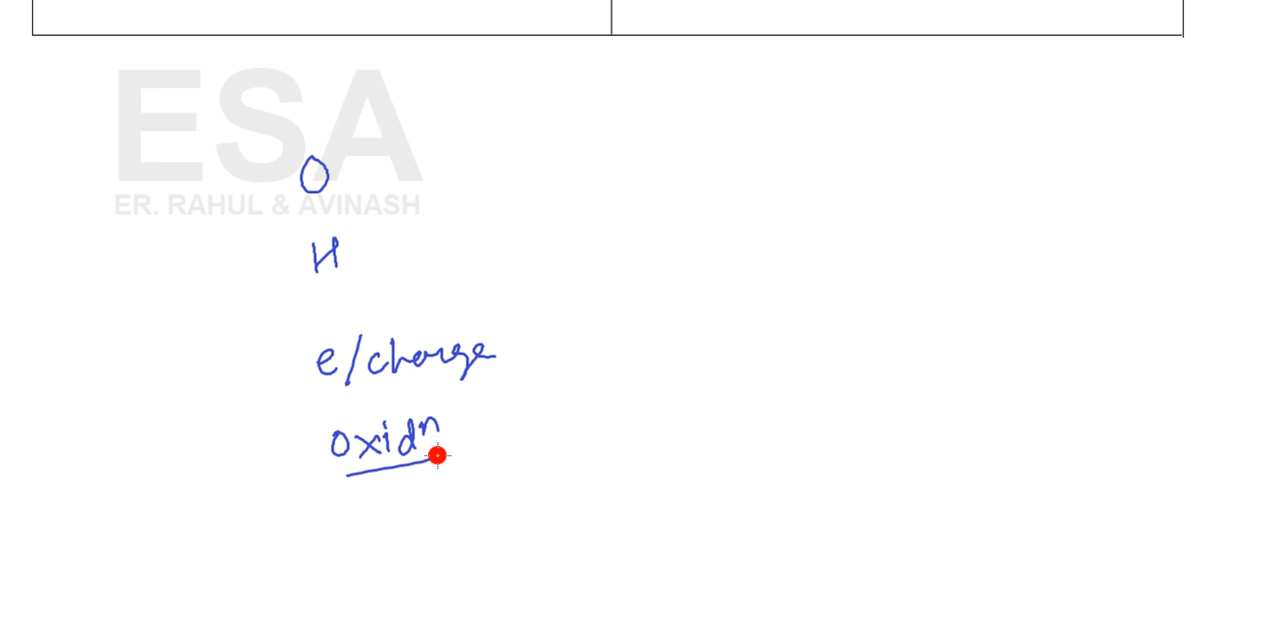 ESA
ER. RAHUL & AVINASH
O
H
e/charge
oxidⁿ